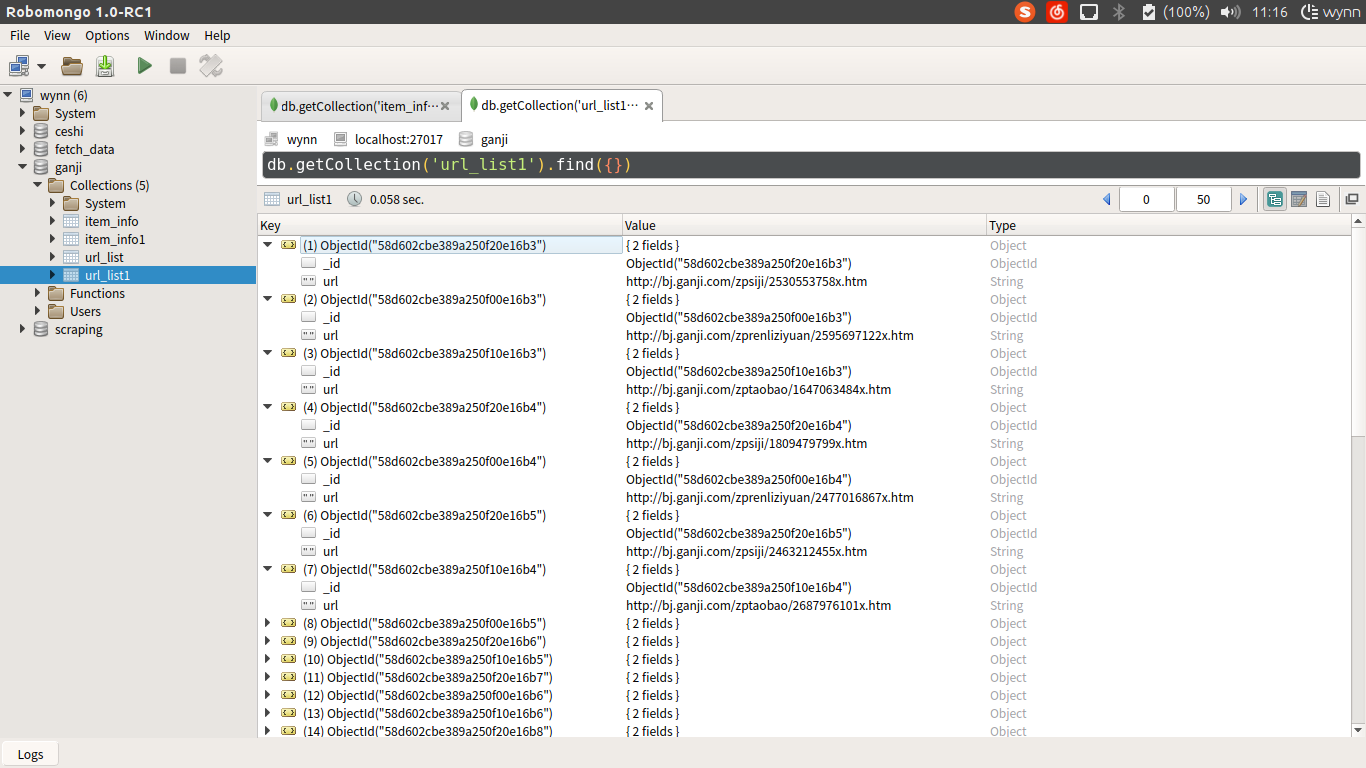 Robomongo 1.0-RC1
(100%) 11:16 wynn
File View Options Window Help
wynn (6)
System
ceshi
fetch_data
ganji
Collections (5)
System
item_info
item_info1
url_list
url_list1
Functions
Users
scraping
db.getCollection('item_inf··· db.getCollection('url_list1···
wynn localhost:27017 ganji
db.getCollection('url_list1').find({})
url_list1 0.058 sec. 0 50
Key Value Type
(1) ObjectId("58d602cbe389a250f20e16b3") { 2 fields } Object
_id ObjectId("58d602cbe389a250f20e16b3") ObjectId
url http://bj.ganji.com/zpsiji/2530553758x.htm String
(2) ObjectId("58d602cbe389a250f00e16b3") { 2 fields } Object
_id ObjectId("58d602cbe389a250f00e16b3") ObjectId
url http://bj.ganji.com/zprenliziyuan/2595697122x.htm String
(3) ObjectId("58d602cbe389a250f10e16b3") { 2 fields } Object
_id ObjectId("58d602cbe389a250f10e16b3") ObjectId
url http://bj.ganji.com/zptaobao/1647063484x.htm String
(4) ObjectId("58d602cbe389a250f20e16b4") { 2 fields } Object
_id ObjectId("58d602cbe389a250f20e16b4") ObjectId
url http://bj.ganji.com/zpsiji/1809479799x.htm String
(5) ObjectId("58d602cbe389a250f00e16b4") { 2 fields } Object
_id ObjectId("58d602cbe389a250f00e16b4") ObjectId
url http://bj.ganji.com/zprenliziyuan/2477016867x.htm String
(6) ObjectId("58d602cbe389a250f20e16b5") { 2 fields } Object
_id ObjectId("58d602cbe389a250f20e16b5") ObjectId
url http://bj.ganji.com/zpsiji/2463212455x.htm String
(7) ObjectId("58d602cbe389a250f10e16b4") { 2 fields } Object
_id ObjectId("58d602cbe389a250f10e16b4") ObjectId
url http://bj.ganji.com/zptaobao/2687976101x.htm String
(8) ObjectId("58d602cbe389a250f00e16b5") { 2 fields } Object
(9) ObjectId("58d602cbe389a250f20e16b6") { 2 fields } Object
(10) ObjectId("58d602cbe389a250f10e16b5") { 2 fields } Object
(11) ObjectId("58d602cbe389a250f20e16b7") { 2 fields } Object
(12) ObjectId("58d602cbe389a250f00e16b6") { 2 fields } Object
(13) ObjectId("58d602cbe389a250f10e16b6") { 2 fields } Object
(14) ObjectId("58d602cbe389a250f20e16b8") { 2 fields } Object
Logs